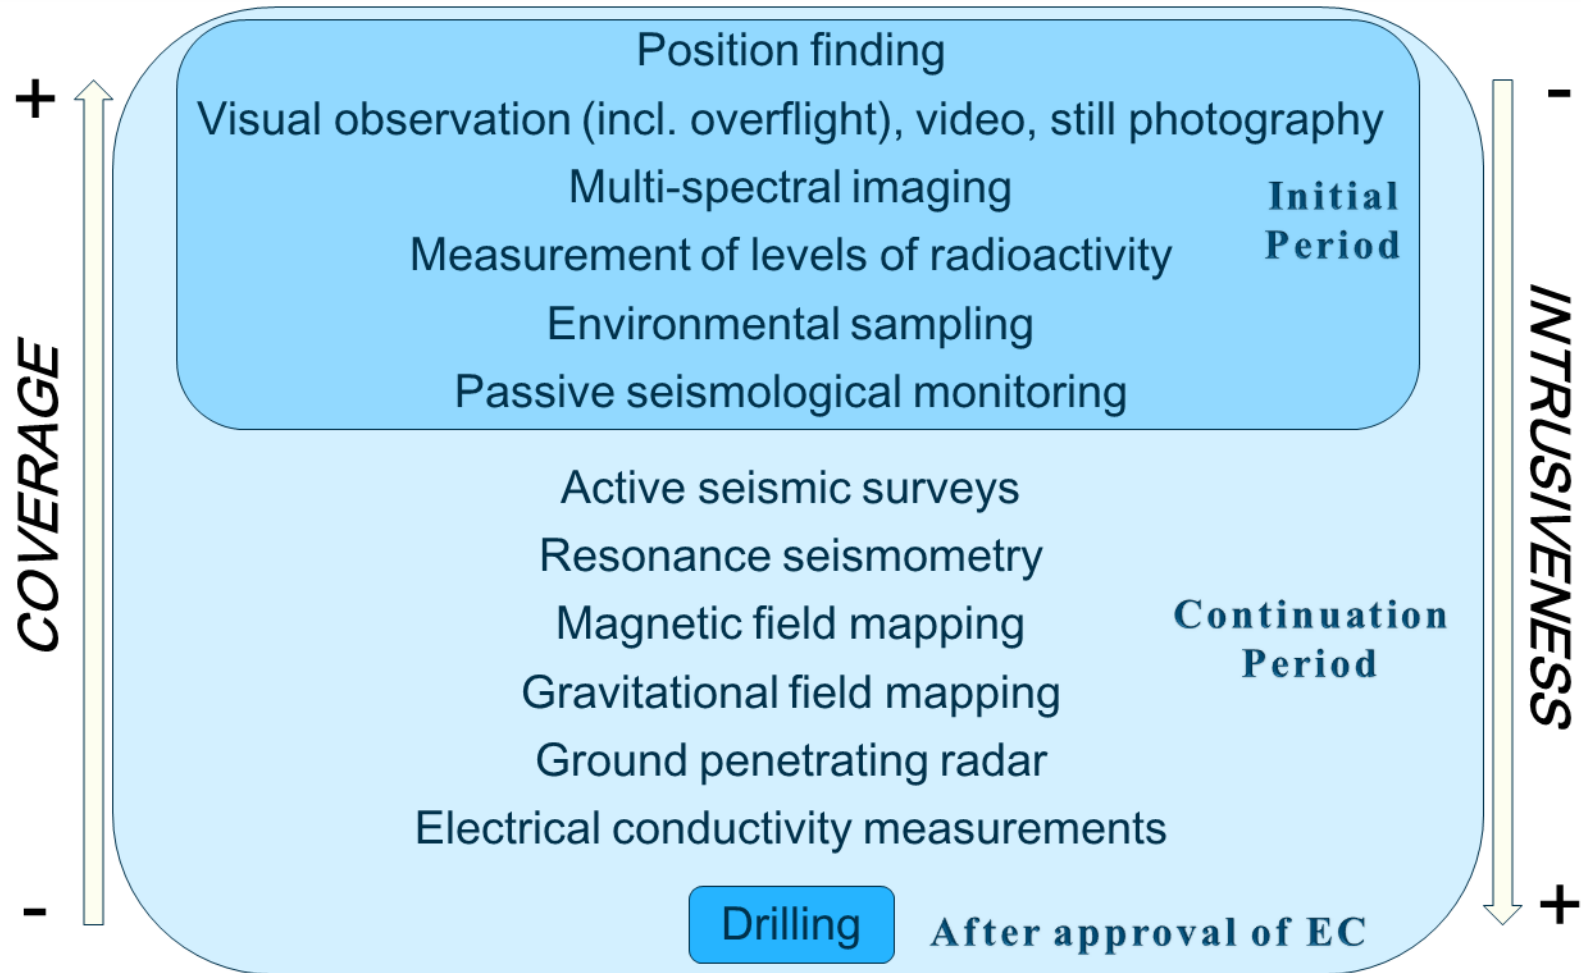 Position finding
+
-
Visual observation (incl. overflight), video, still photography
Multi-spectral imaging
Initial
Period
Measurement of levels of radioactivity
Environmental sampling
Passive seismological monitoring
COVERAGE
INTRUSIVENESS
Active seismic surveys
Resonance seismometry
Magnetic field mapping
Continuation
Period
Gravitational field mapping
Ground penetrating radar
Electrical conductivity measurements
-
+
Drilling
After approval of EC